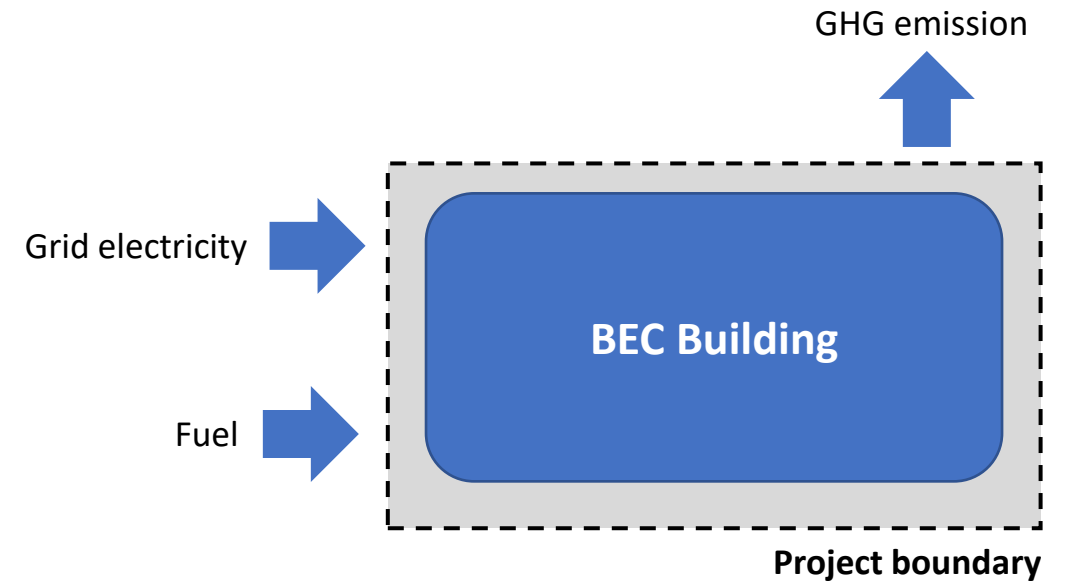 GHG emission
Grid electricity
BEC Building
Fuel
Project boundary